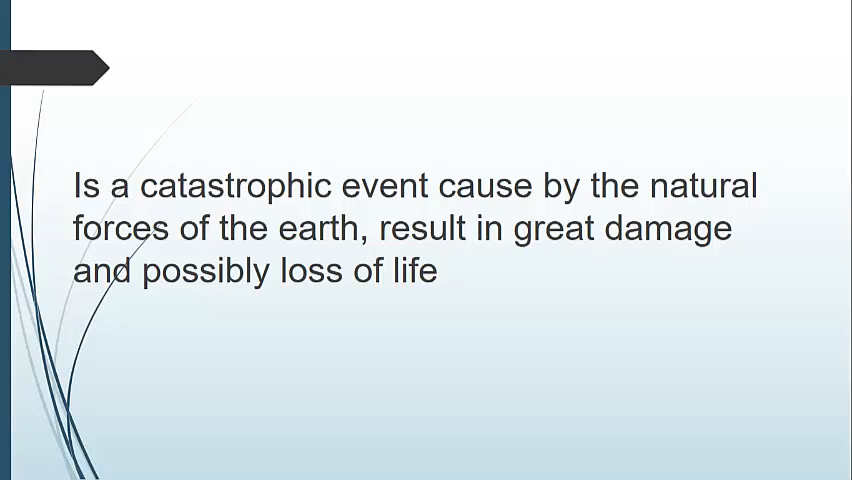 Is a catastrophic event cause by the natural
forces of the earth, result in great damage
and possibly loss of life